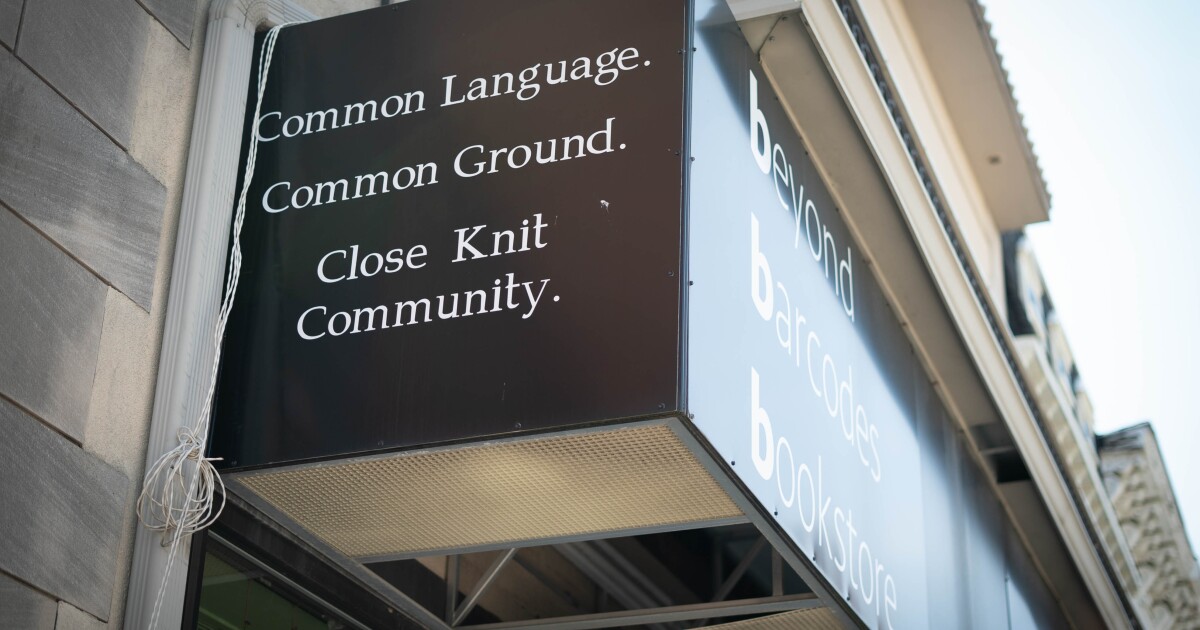 Common Language.
Common Ground.
Close Knit
Community.
beyond
barcodes
bookstore